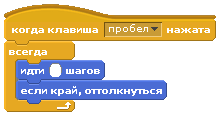 когда клавиша пробел нажата
всегда
идти шагов
если край, оттолкнуться